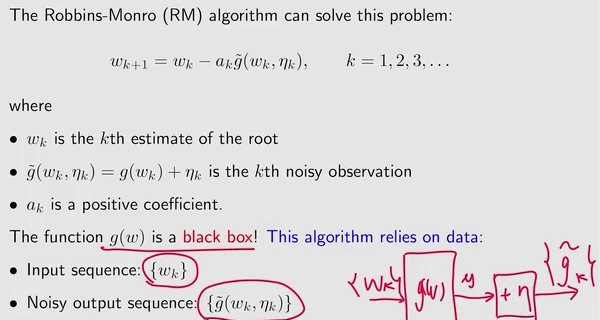 The Robbins-Monro (RM) algorithm can solve this problem:
w_{k+1} = w_k − a_k g̃(w_k, η_k),    k = 1, 2, 3, . . .
where
• w_k is the kth estimate of the root
• g̃(w_k, η_k) = g(w_k) + η_k is the kth noisy observation
• a_k is a positive coefficient.
The function g(w) is a black box! This algorithm relies on data:
• Input sequence: {w_k}
• Noisy output sequence: {g̃(w_k, η_k)}
{w_k} g(w) y + η {g̃_k}